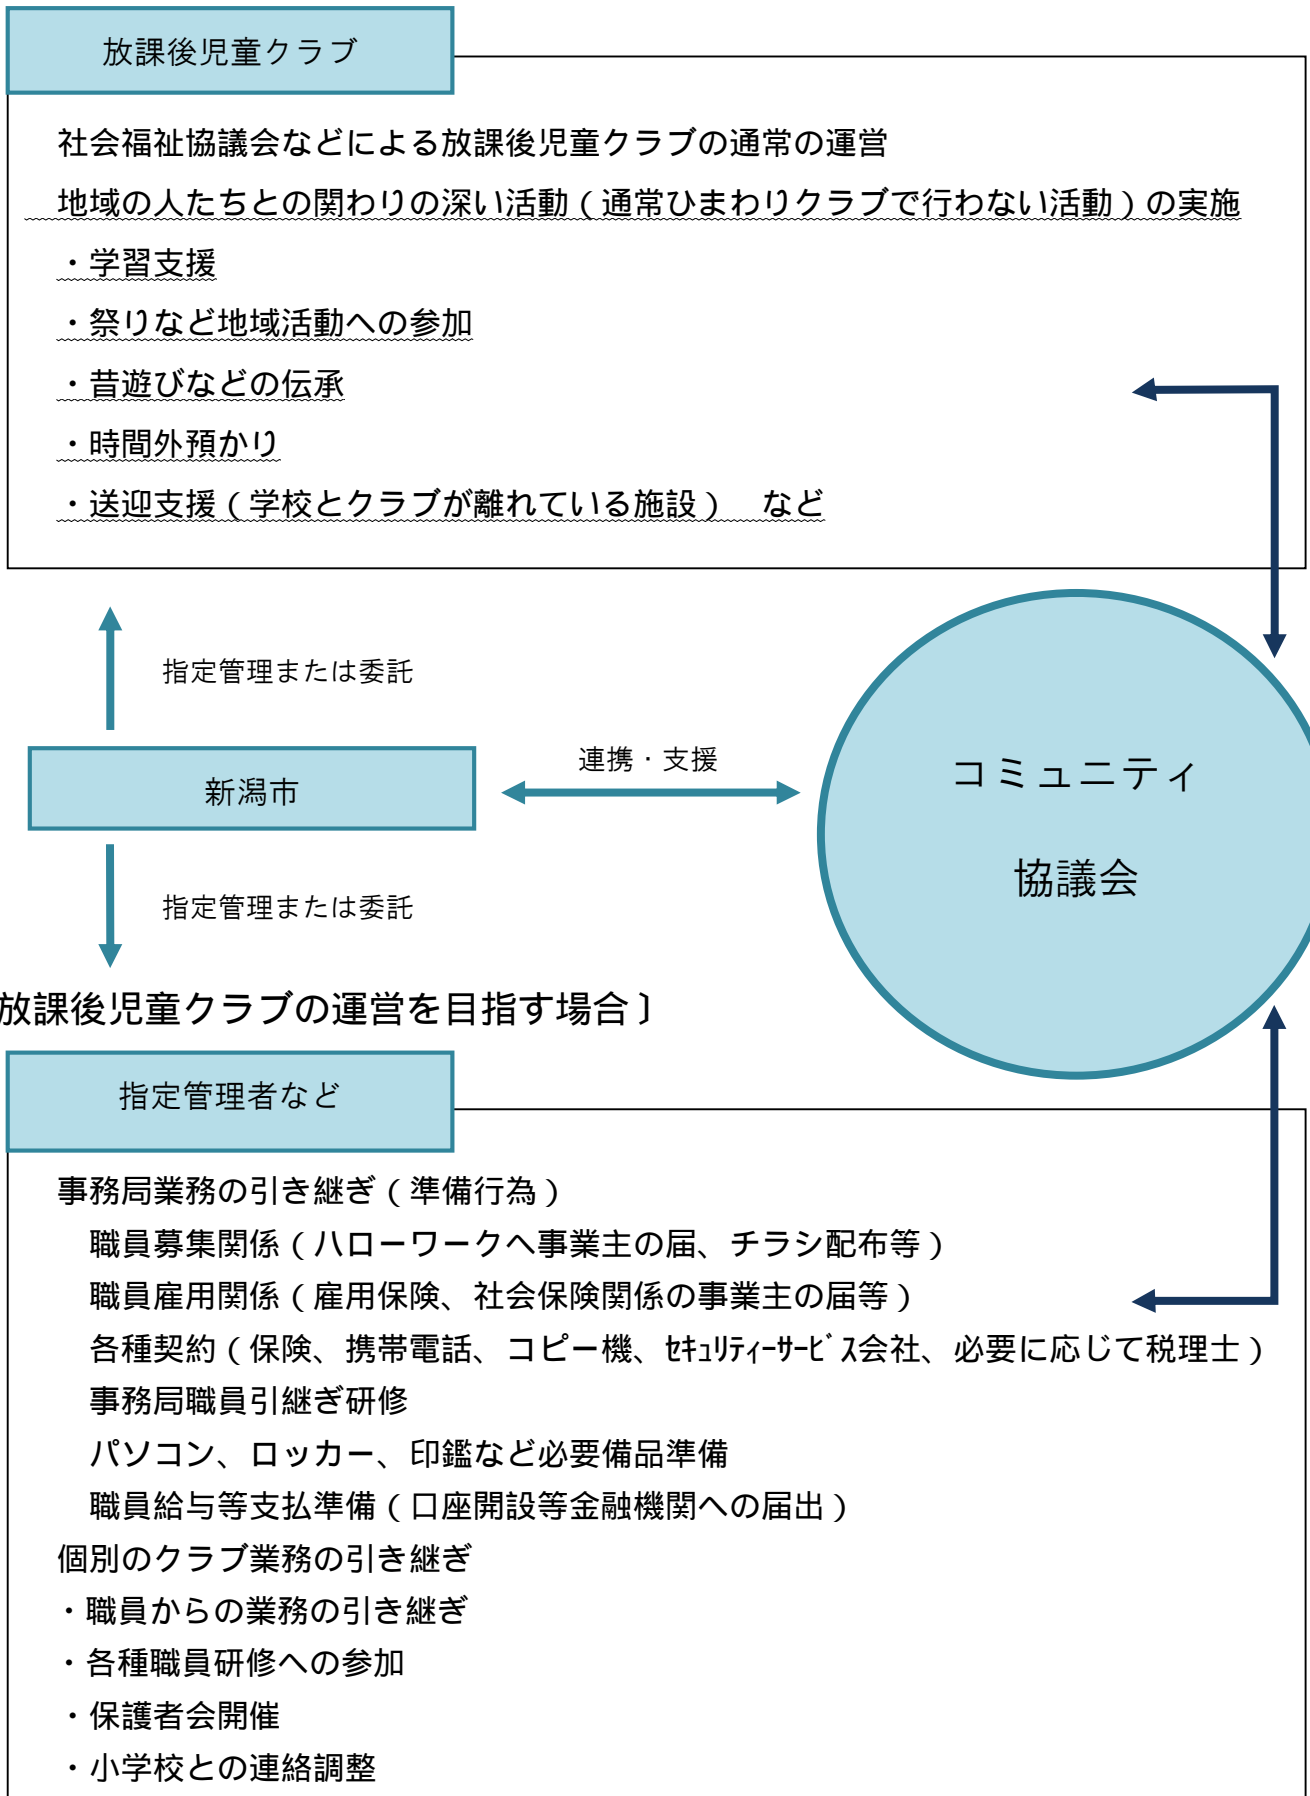 放課後児童クラブ
社会福祉協議会などによる放課後児童クラブの通常の運営
地域の人たちとの関わりの深い活動（通常ひまわりクラブで行わない活動）の実施
・学習支援
・祭りなど地域活動への参加
・昔遊びなどの伝承
・時間外預かり
・送迎支援（学校とクラブが離れている施設）　など
指定管理または委託
連携・支援
新潟市
コミュニティ
協議会
指定管理または委託
放課後児童クラブの運営を目指す場合〕
指定管理者など
事務局業務の引き継ぎ（準備行為）
職員募集関係（ハローワークへ事業主の届、チラシ配布等）
職員雇用関係（雇用保険、社会保険関係の事業主の届等）
各種契約（保険、携帯電話、コピー機、ｾｷｭﾘﾃｨｰｻｰﾋﾞｽ会社、必要に応じて税理士）
事務局職員引継ぎ研修
パソコン、ロッカー、印鑑など必要備品準備
職員給与等支払準備（口座開設等金融機関への届出）
個別のクラブ業務の引き継ぎ
・職員からの業務の引き継ぎ
・各種職員研修への参加
・保護者会開催
・小学校との連絡調整